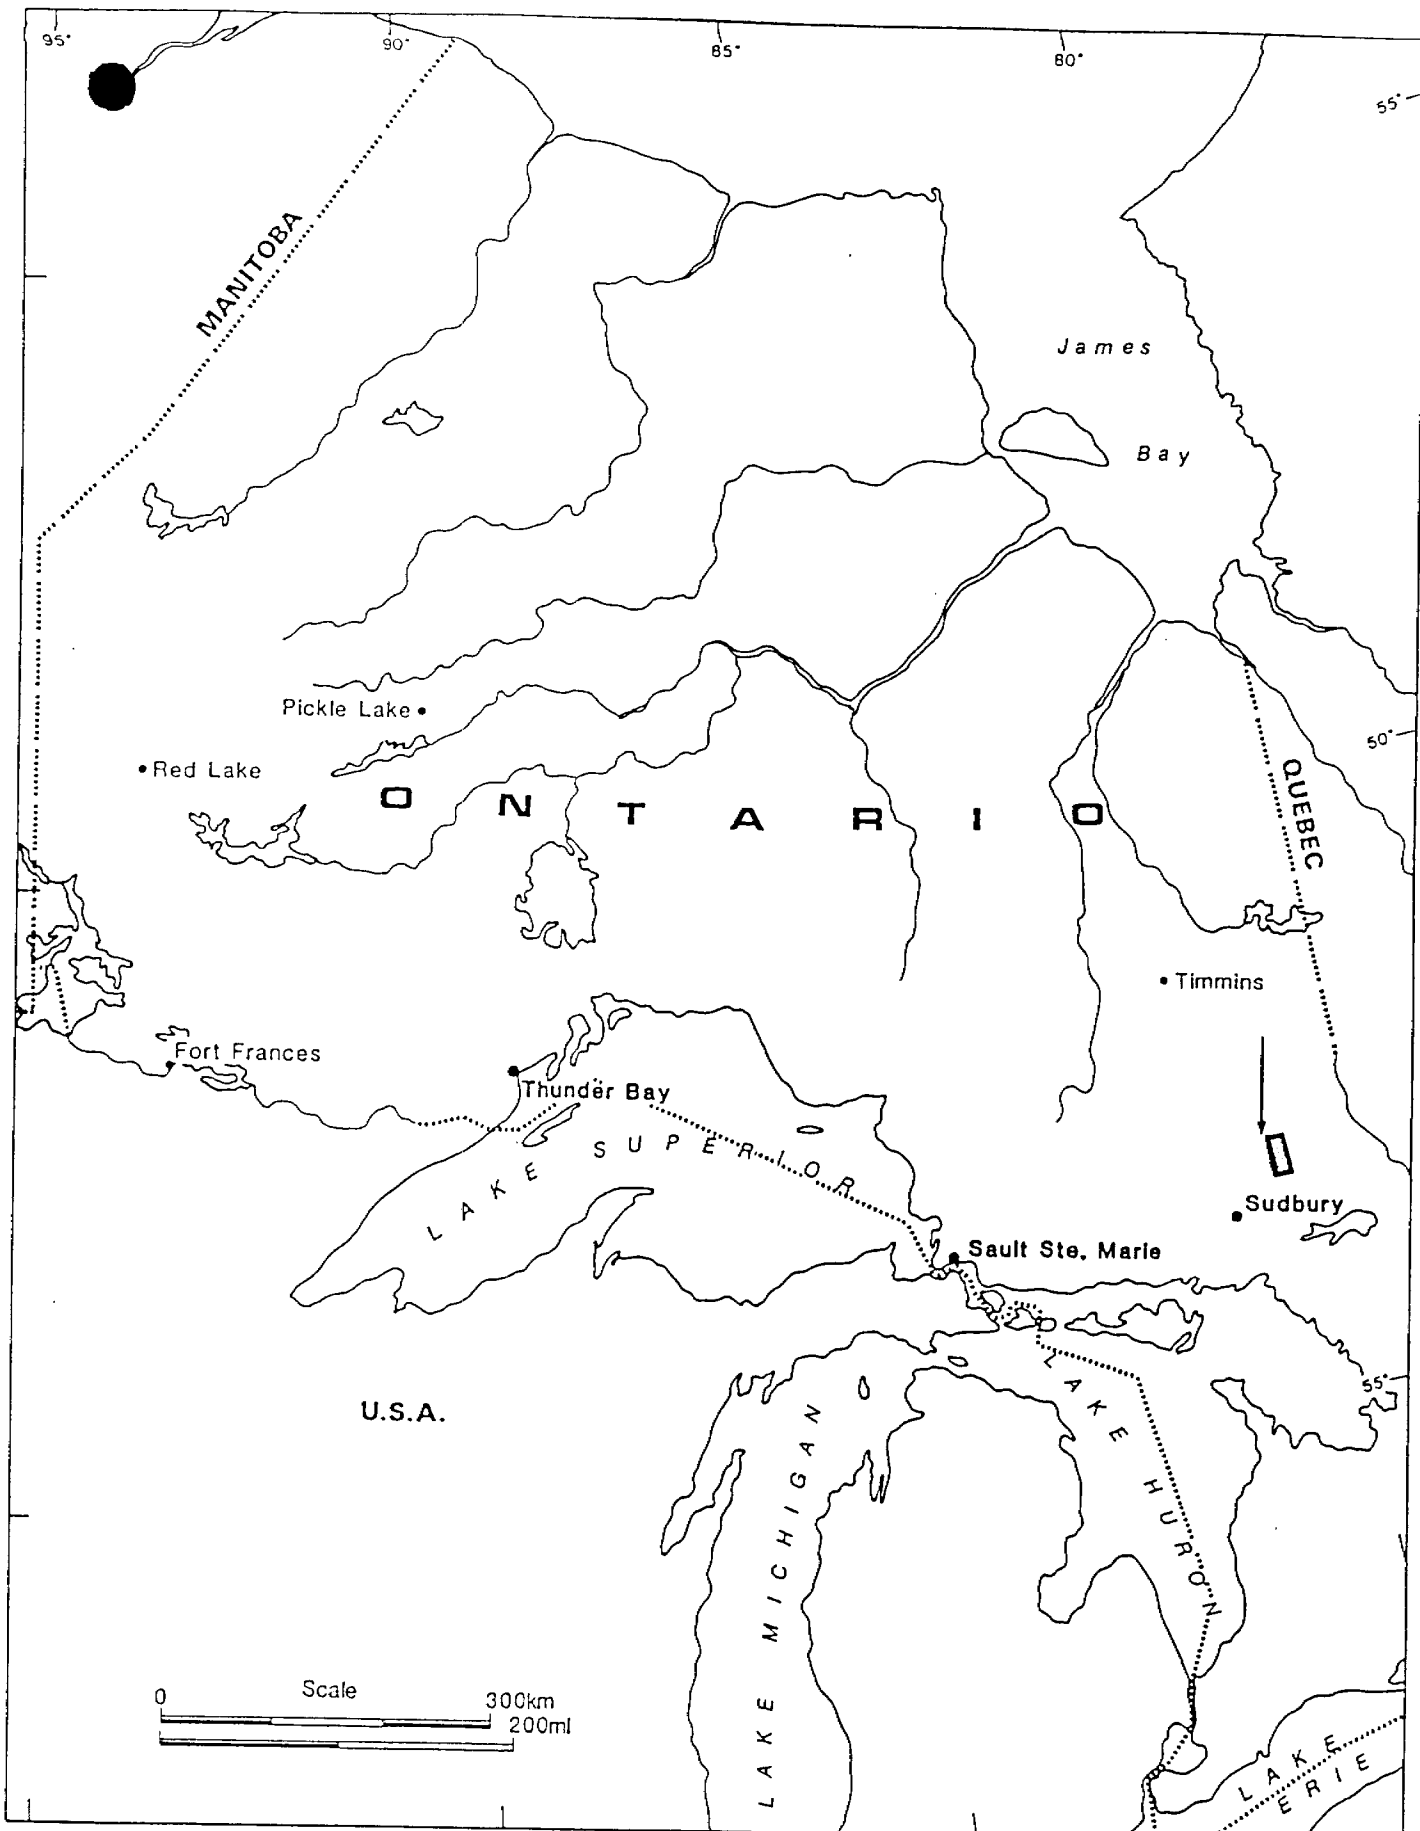 95°
90°
85°
80°
55°
MANITOBA
James
Bay
Pickle Lake
50°
Red Lake
ONTARIO
QUEBEC
Timmins
Fort Frances
Thunder Bay
LAKE SUPERIOR
Sudbury
Sault Ste. Marie
55°
LAKE HURON
U.S.A.
LAKE MICHIGAN
Scale
0 300km
200mi
LAKE
ERIE